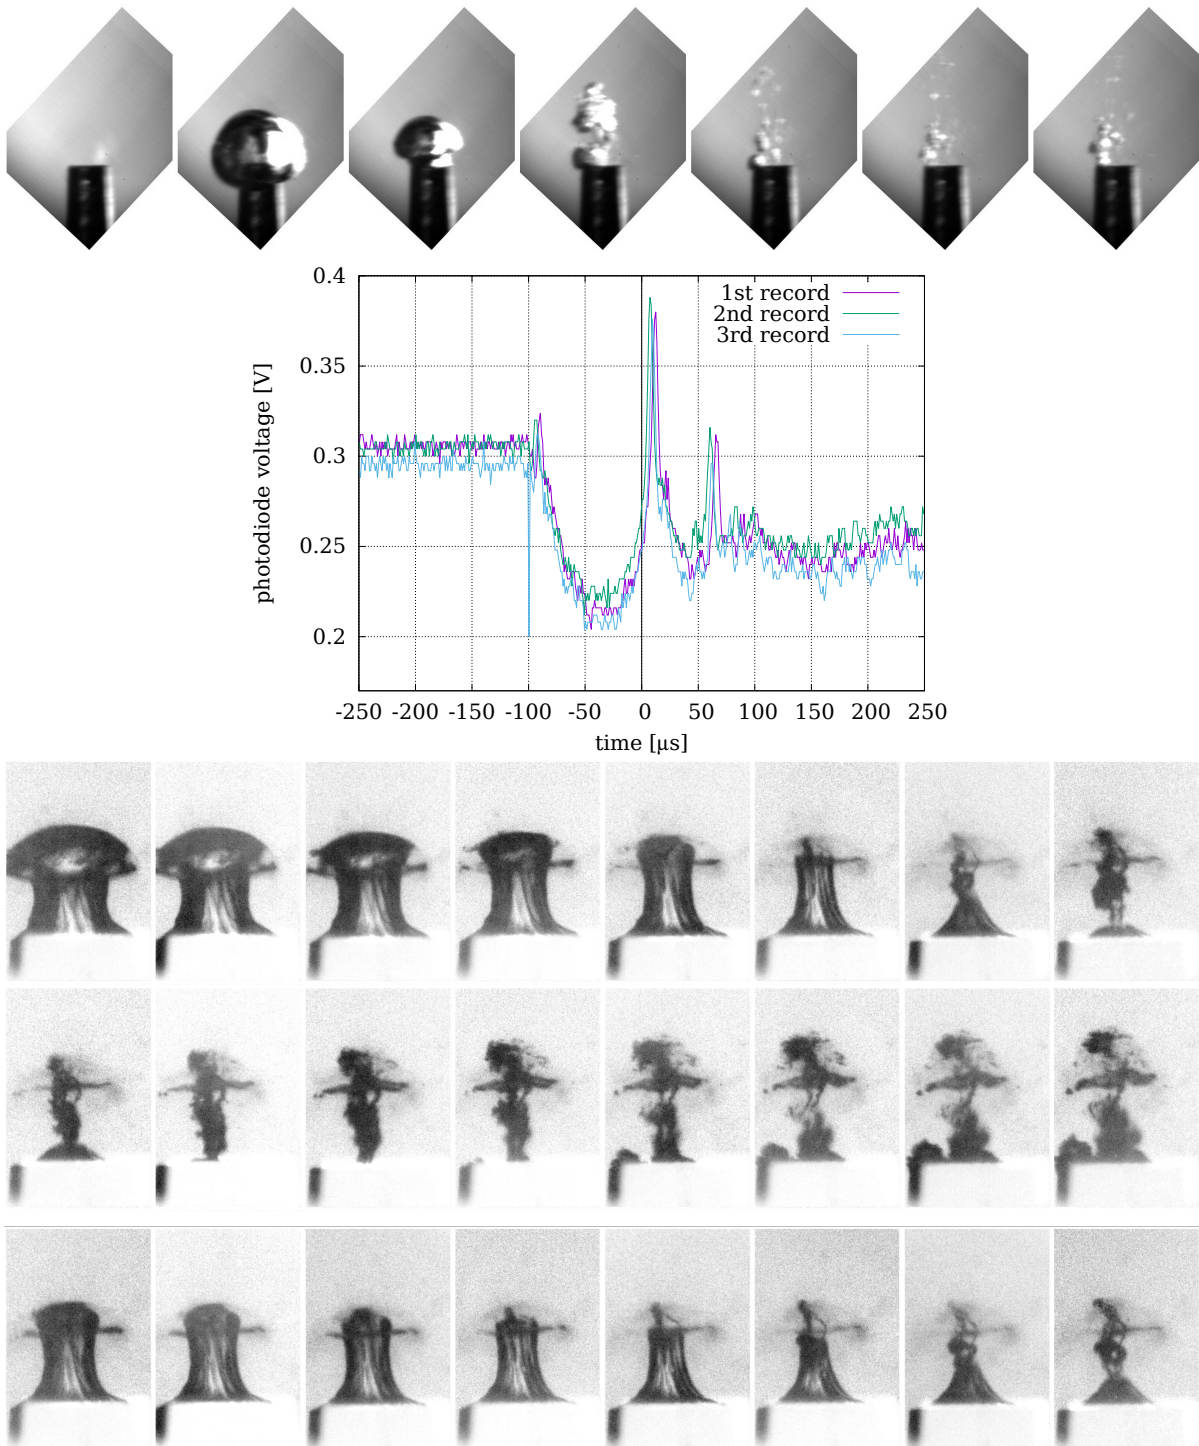 0.4
0.35
0.3
0.25
0.2
photodiode voltage [V]
1st record
2nd record
3rd record
-250 -200 -150 -100 -50 0 50 100 150 200 250
time [µs]